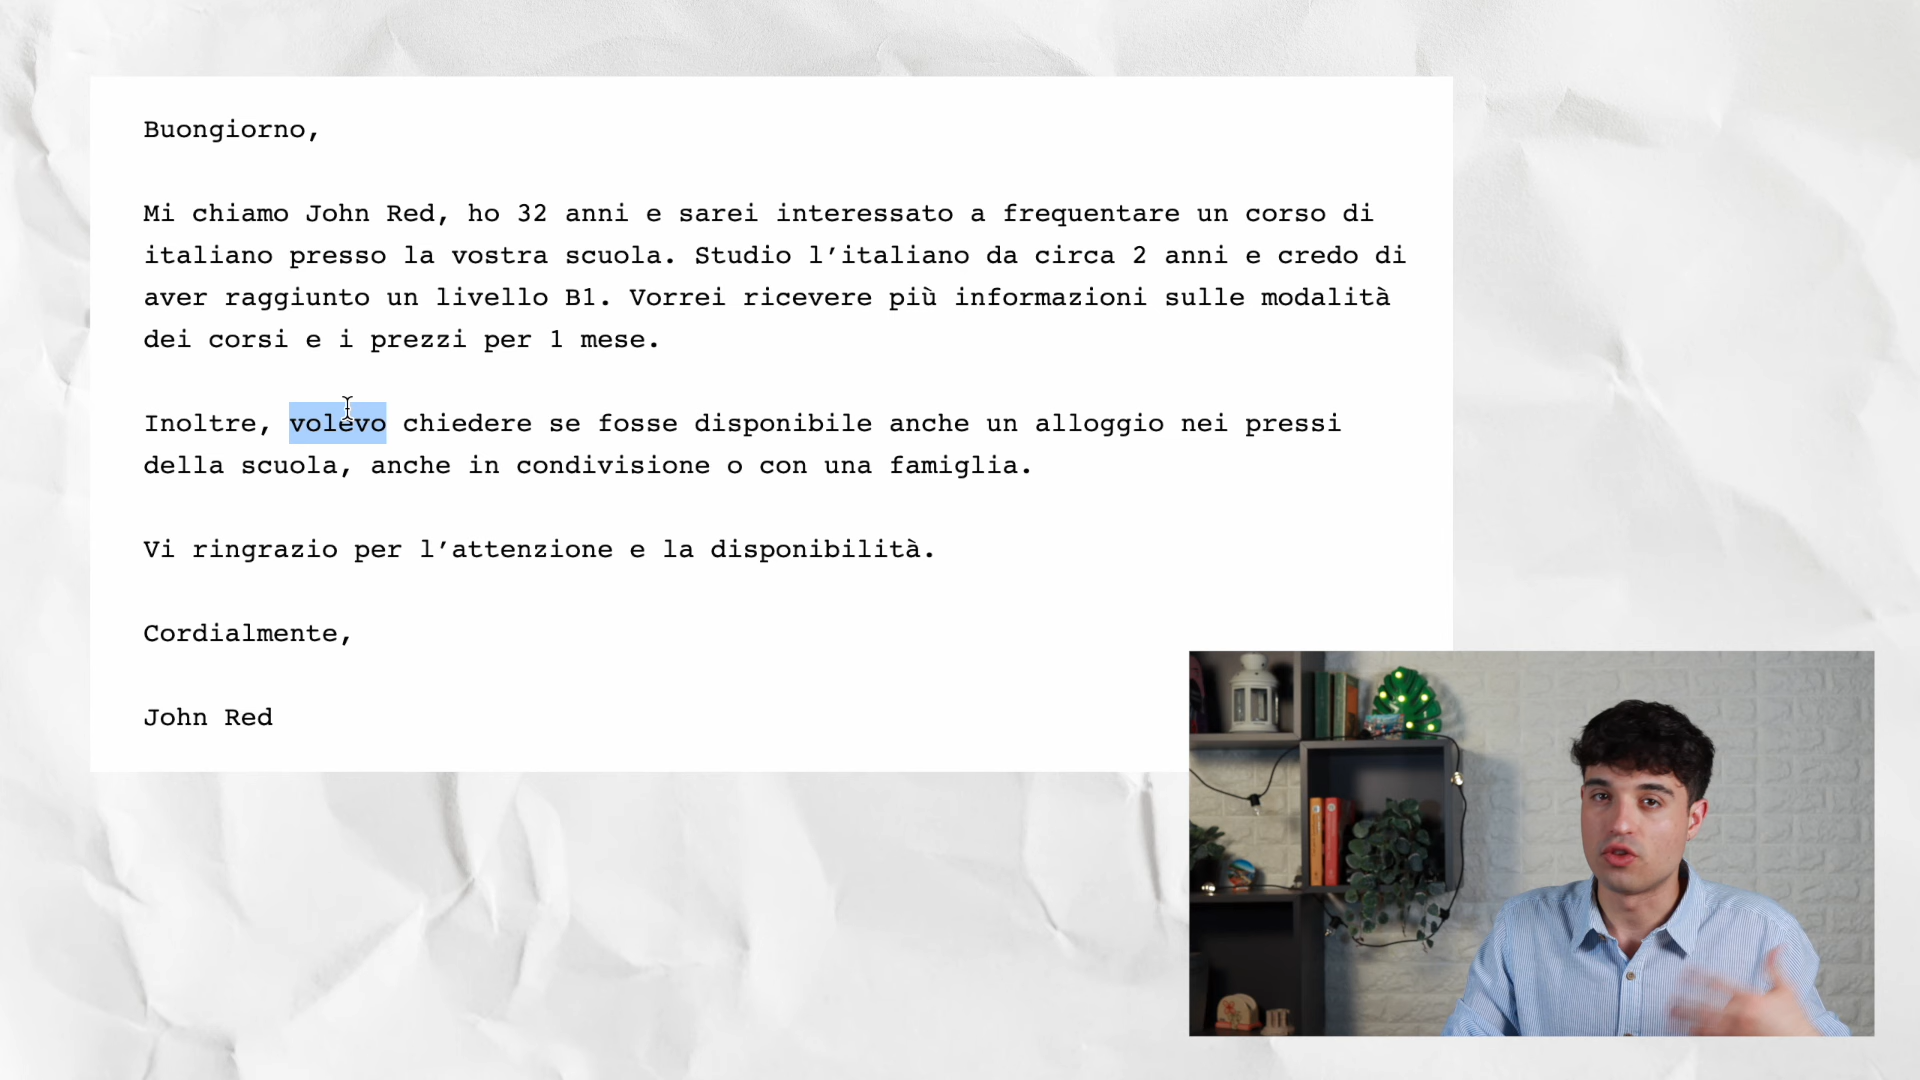 Buongiorno,
Mi chiamo John Red, ho 32 anni e sarei interessato a frequentare un corso di
italiano presso la vostra scuola. Studio l’italiano da circa 2 anni e credo di
aver raggiunto un livello B1. Vorrei ricevere più informazioni sulle modalità
dei corsi e i prezzi per 1 mese.
Inoltre, volevo chiedere se fosse disponibile anche un alloggio nei pressi
della scuola, anche in condivisione o con una famiglia.
Vi ringrazio per l’attenzione e la disponibilità.
Cordialmente,
John Red